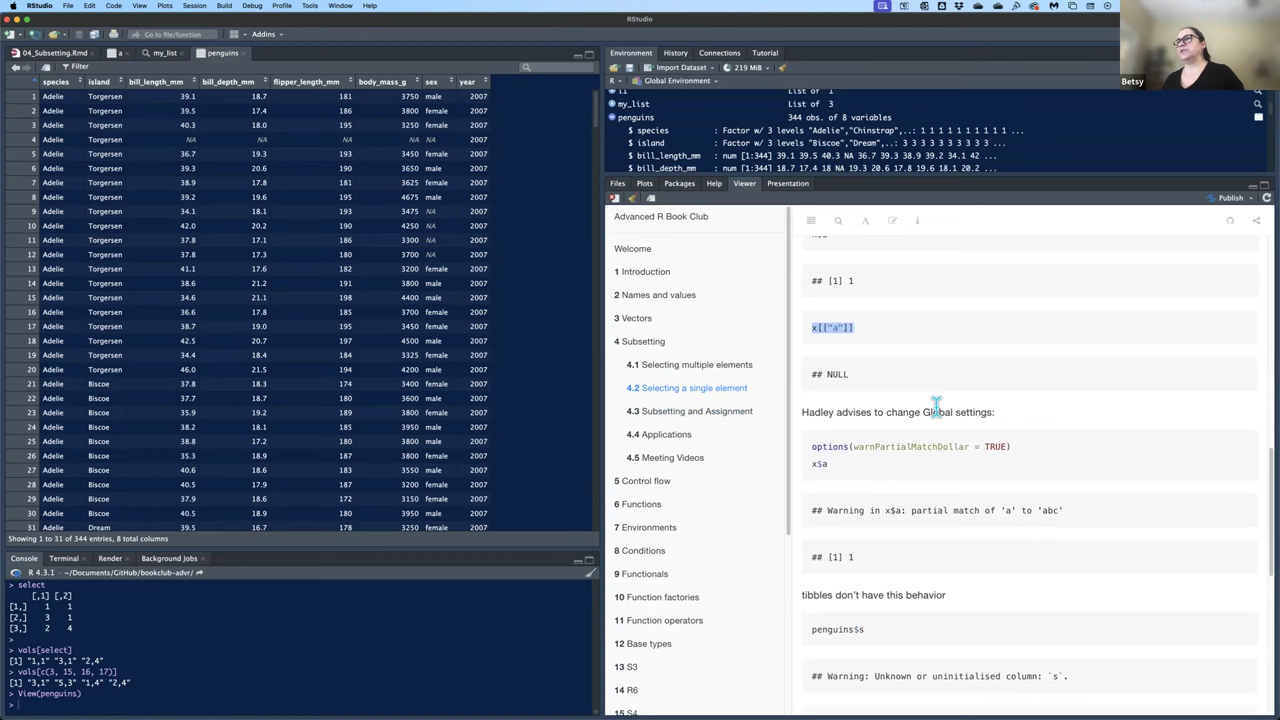 RStudio File Edit Code View Plots Session Build Debug Profile Tools Window Help
RStudio
Go to file/function
Addins
04_Subsetting.Rmd a my_list penguins
Filter
species island bill_length_mm bill_depth_mm flipper_length_mm body_mass_g sex year
1 Adelie Torgersen 39.1 18.7 181 3750 male 2007
2 Adelie Torgersen 39.5 17.4 186 3800 female 2007
3 Adelie Torgersen 40.3 18.0 195 3250 female 2007
4 Adelie Torgersen NA NA NA NA NA 2007
5 Adelie Torgersen 36.7 19.3 193 3450 female 2007
6 Adelie Torgersen 39.3 20.6 190 3650 male 2007
7 Adelie Torgersen 38.9 17.8 181 3625 female 2007
8 Adelie Torgersen 39.2 19.6 195 4675 male 2007
9 Adelie Torgersen 34.1 18.1 193 3475 NA 2007
10 Adelie Torgersen 42.0 20.2 190 4250 NA 2007
11 Adelie Torgersen 37.8 17.1 186 3300 NA 2007
12 Adelie Torgersen 37.8 17.3 180 3700 NA 2007
13 Adelie Torgersen 41.1 17.6 182 3200 female 2007
14 Adelie Torgersen 38.6 21.2 191 3800 male 2007
15 Adelie Torgersen 34.6 21.1 198 4400 male 2007
16 Adelie Torgersen 36.6 17.8 185 3700 female 2007
17 Adelie Torgersen 38.7 19.0 195 3450 female 2007
18 Adelie Torgersen 42.5 20.7 197 4500 male 2007
19 Adelie Torgersen 34.4 18.4 184 3325 female 2007
20 Adelie Torgersen 46.0 21.5 194 4200 male 2007
21 Adelie Biscoe 37.8 18.3 174 3400 female 2007
22 Adelie Biscoe 37.7 18.7 180 3600 male 2007
23 Adelie Biscoe 35.9 19.2 189 3800 female 2007
24 Adelie Biscoe 38.2 18.1 185 3950 male 2007
25 Adelie Biscoe 38.8 17.2 180 3800 male 2007
26 Adelie Biscoe 35.3 18.9 187 3800 female 2007
27 Adelie Biscoe 40.6 18.6 183 3550 male 2007
28 Adelie Biscoe 40.5 17.9 187 3200 female 2007
29 Adelie Biscoe 37.9 18.6 172 3150 female 2007
30 Adelie Biscoe 40.5 18.9 180 3950 male 2007
31 Adelie Dream 39.5 16.7 178 3250 female 2007
Showing 1 to 31 of 344 entries, 8 total columns
Console Terminal Render Background Jobs
R 4.3.1 · ~/Documents/GitHub/bookclub-advr/
> select
[,1] [,2]
[1,] 1 1
[2,] 3 1
[3,] 2 4
>
> vals[select]
[1] "1,1" "3,1" "2,4"
> vals[c(3, 15, 16, 17)]
[1] "3,1" "5,3" "1,4" "2,4"
> View(penguins)
>
Environment History Connections Tutorial
Import Dataset 219 MiB
R Global Environment
my_list List of 3
penguins 344 obs. of 8 variables
$ species : Factor w/ 3 levels "Adelie","Chinstrap",..: 1 1 1 1 1 1 1 1 1 1 ...
$ island : Factor w/ 3 levels "Biscoe","Dream",..: 3 3 3 3 3 3 3 3 3 3 ...
$ bill_length_mm : num [1:344] 39.1 39.5 40.3 NA 36.7 39.3 38.9 39.2 34.1 42 ...
$ bill_depth_mm : num [1:344] 18.7 17.4 18 NA 19.3 20.6 17.8 19.6 18.1 20.2 ...
Files Plots Packages Help Viewer Presentation
Publish
Advanced R Book Club
Welcome
1 Introduction
2 Names and values
3 Vectors
4 Subsetting
4.1 Selecting multiple elements
4.2 Selecting a single element
4.3 Subsetting and Assignment
4.4 Applications
4.5 Meeting Videos
5 Control flow
6 Functions
7 Environments
8 Conditions
9 Functionals
10 Function factories
11 Function operators
12 Base types
13 S3
14 R6
15 S4
## [1] 1
x[["a"]]
## NULL
Hadley advises to change Global settings:
options(warnPartialMatchDollar = TRUE)
x$a
## Warning in x$a: partial match of 'a' to 'abc'
## [1] 1
tibbles don't have this behavior
penguins$s
## Warning: Unknown or uninitialised column: `s`.
Betsy